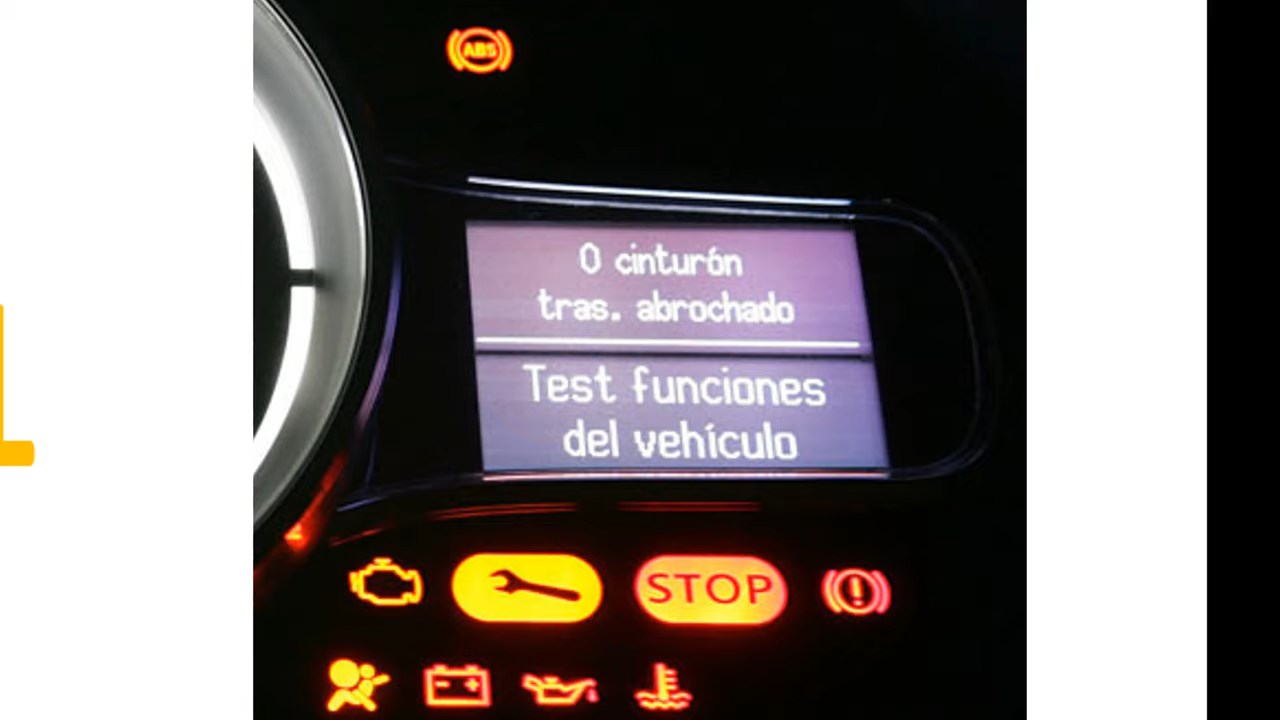 ABS
0 cinturón
tras. abrochado
Test funciones
del vehículo
STOP